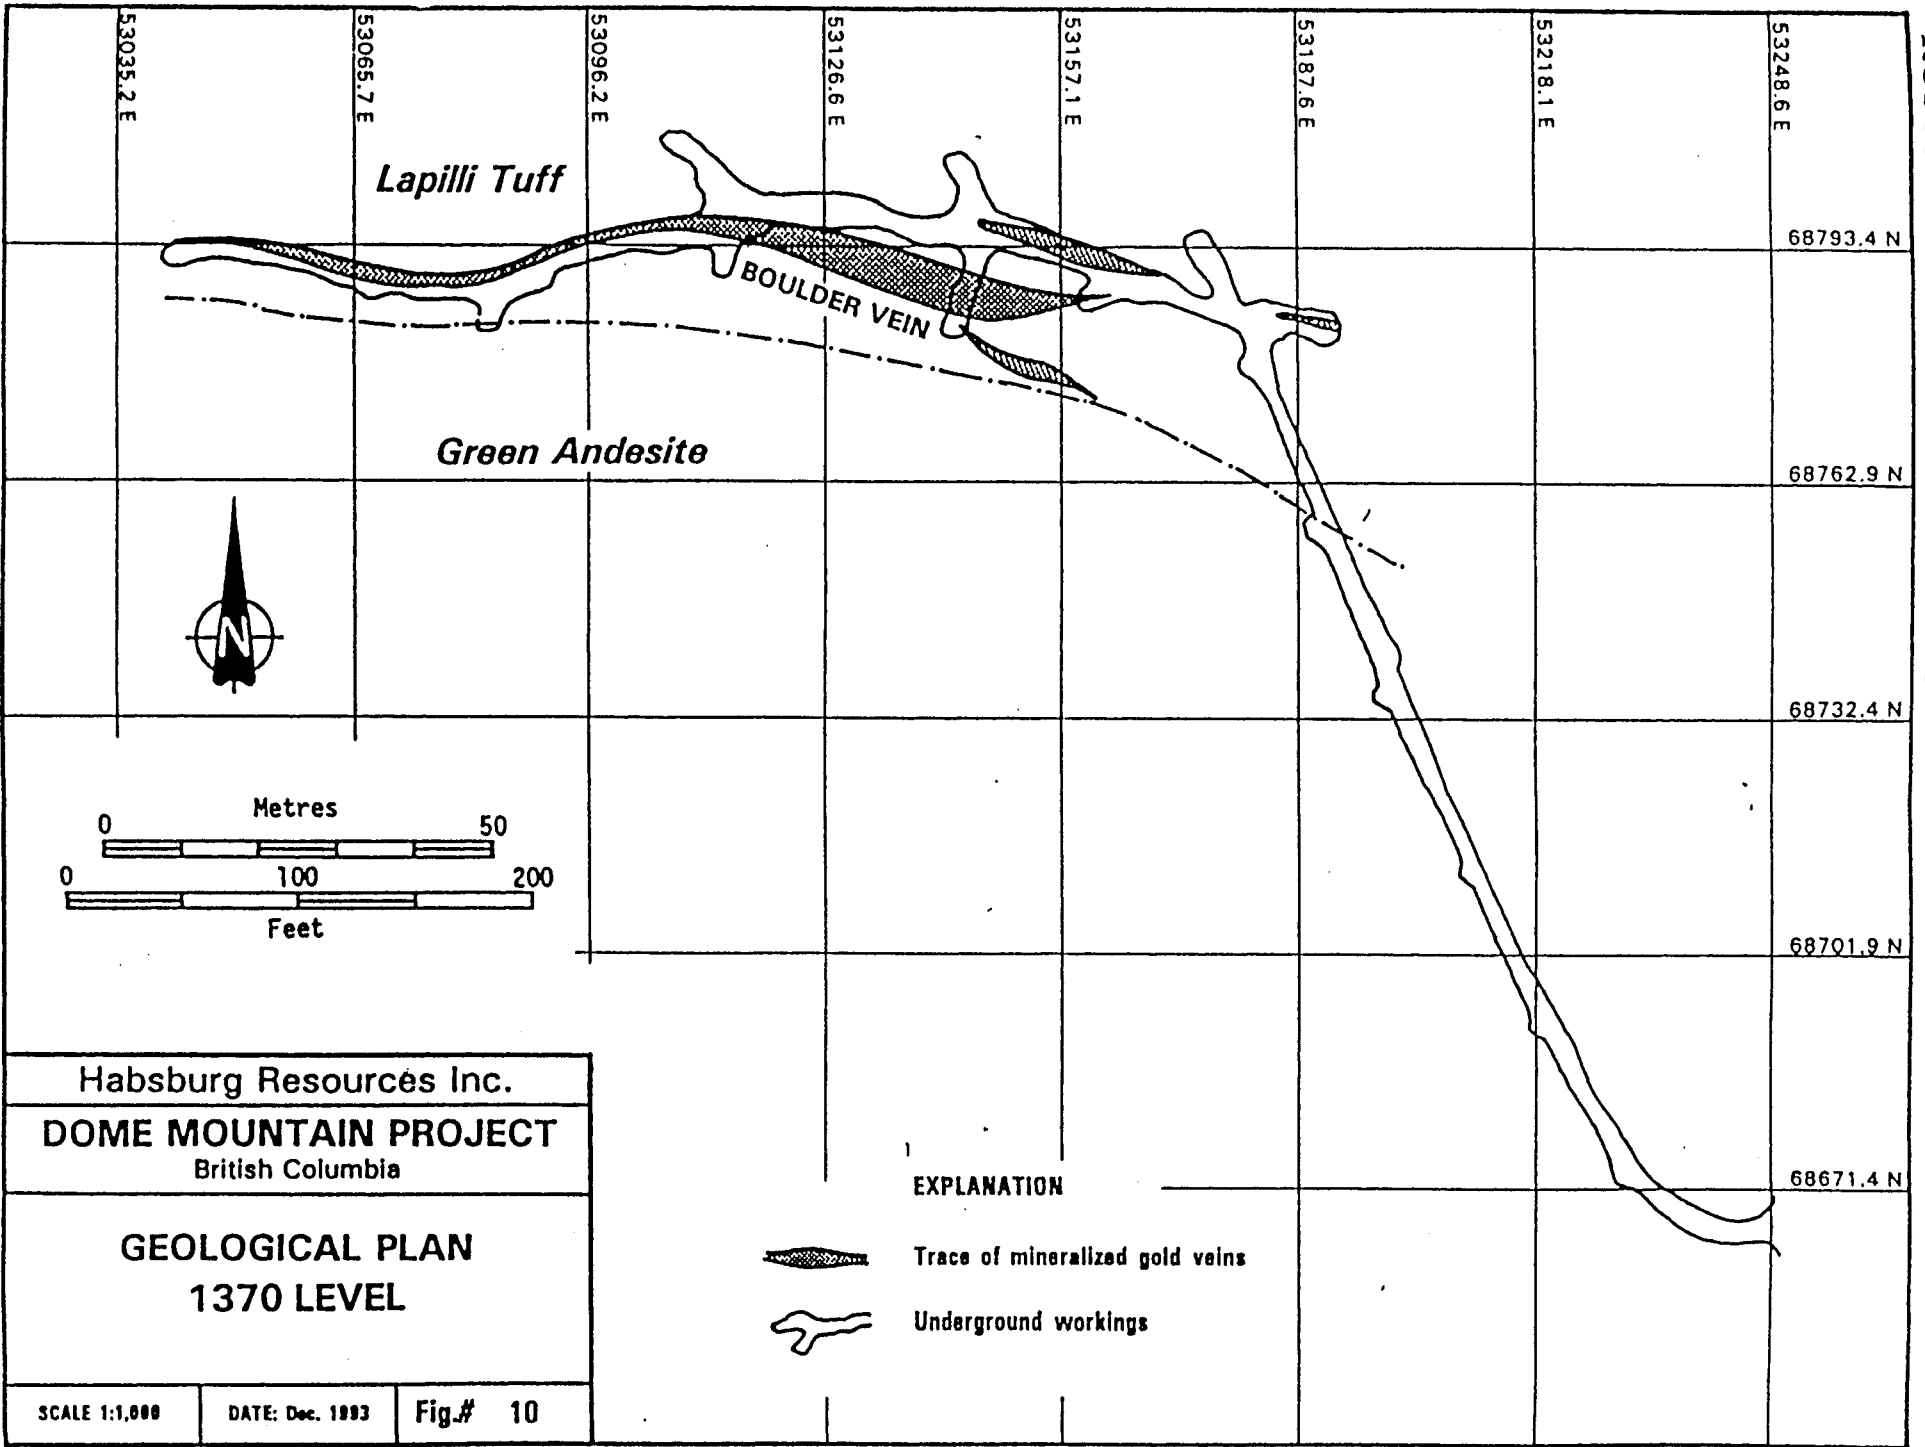 53035.2 E
53065.7 E
53096.2 E
53126.6 E
53157.1 E
53187.6 E
53218.1 E
53248.6 E
Lapilli Tuff
68793.4 N
BOULDER VEIN
Green Andesite
68762.9 N
N
68732.4 N
Metres
0 50
0 100 200
Feet
68701.9 N
Habsburg Resources Inc.
DOME MOUNTAIN PROJECT
British Columbia
68671.4 N
EXPLANATION
GEOLOGICAL PLAN
1370 LEVEL
Trace of mineralized gold veins
Underground workings
SCALE 1:1,000
DATE: Dec. 1993
Fig.# 10